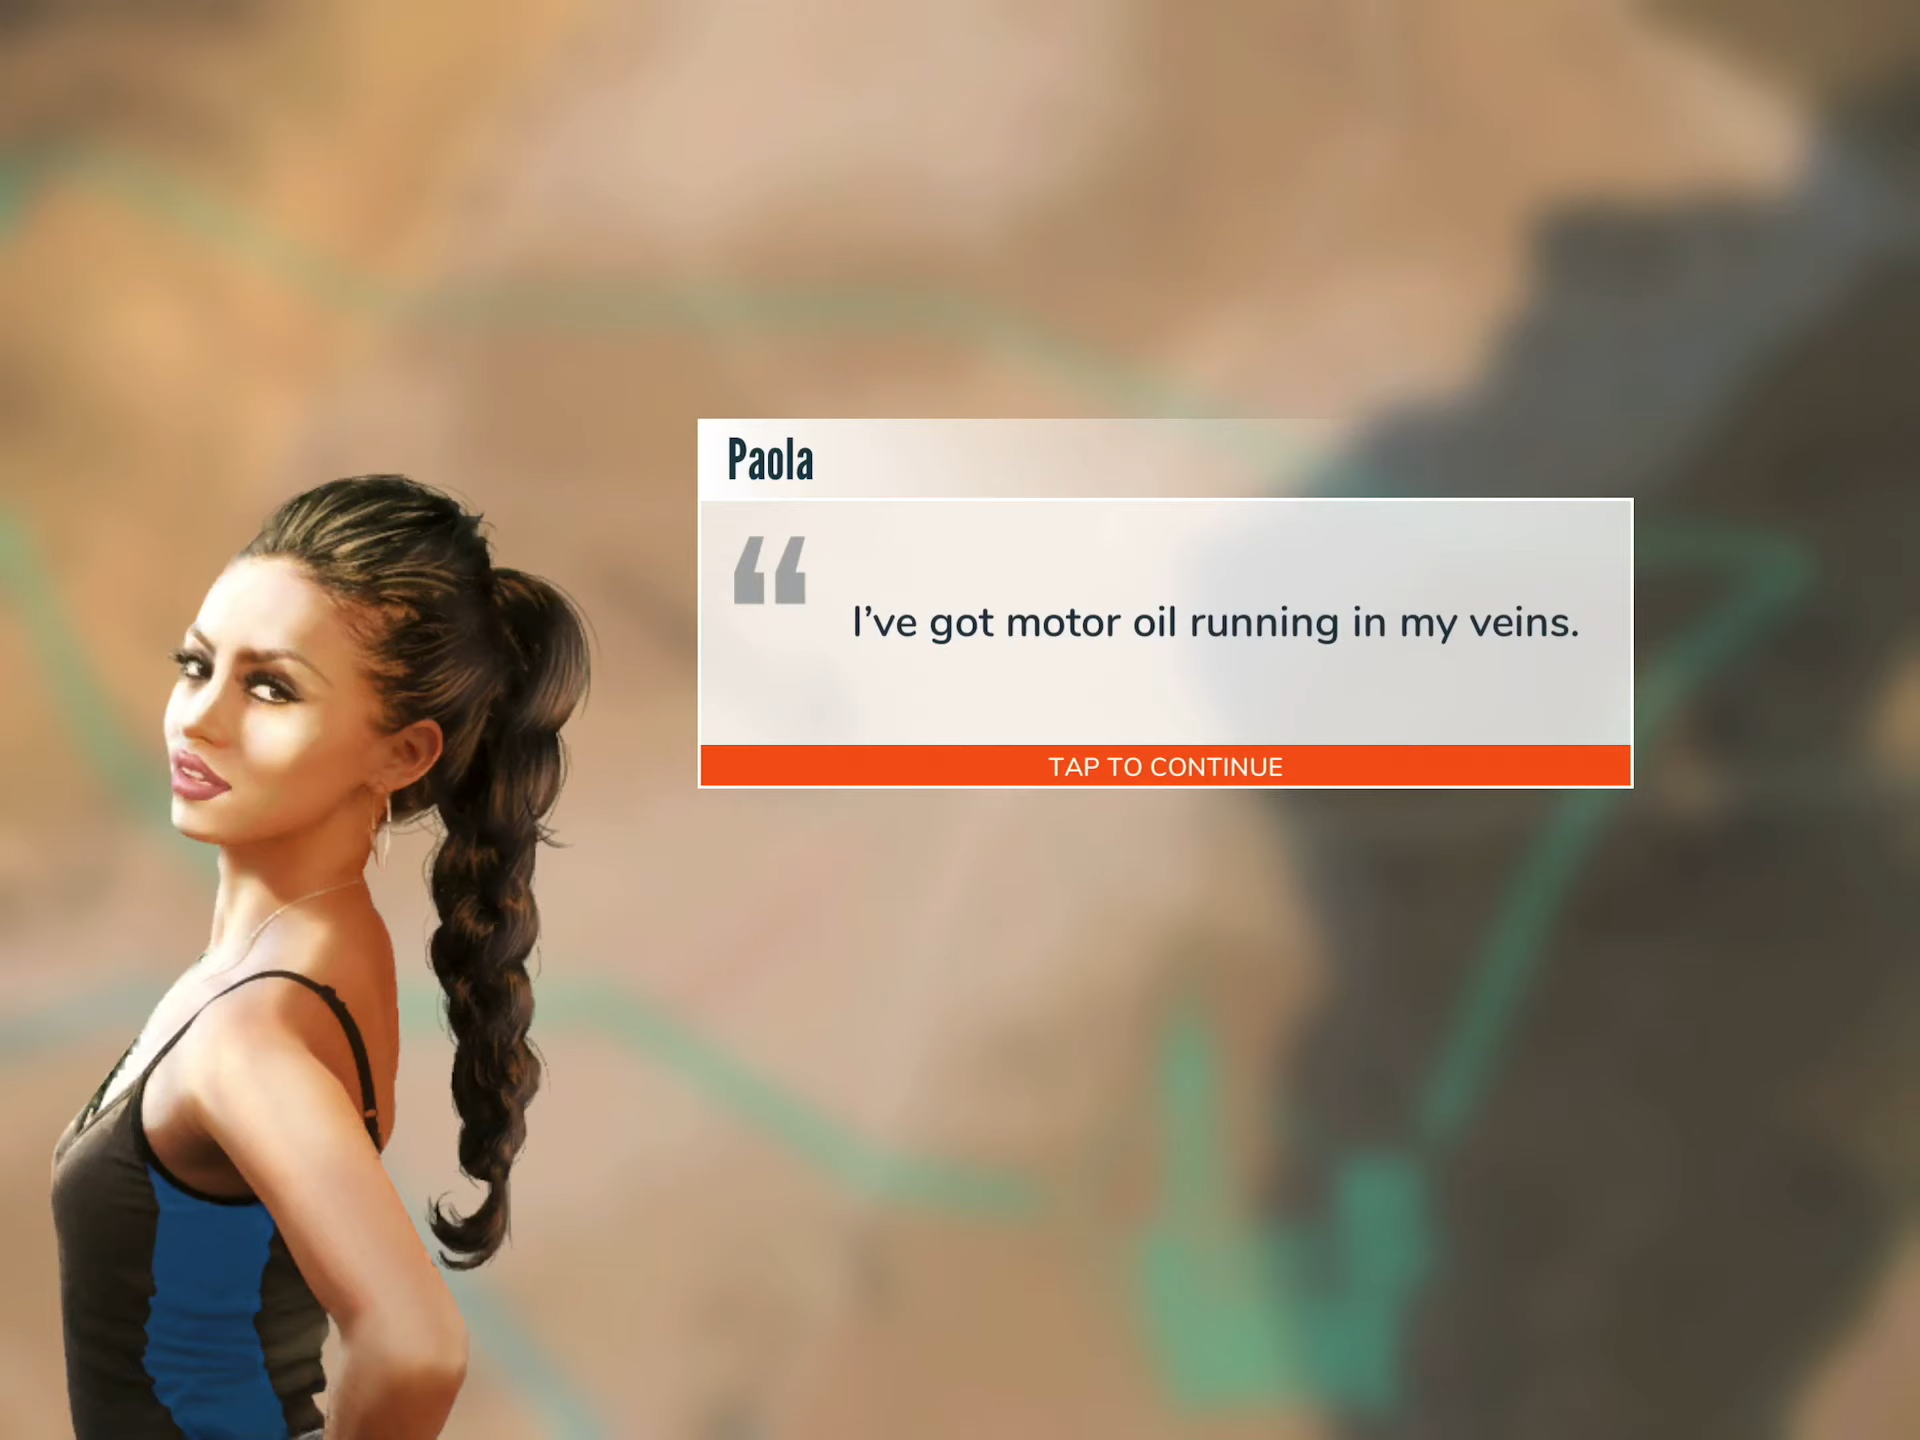 Paola
“
I’ve got motor oil running in my veins.
TAP TO CONTINUE